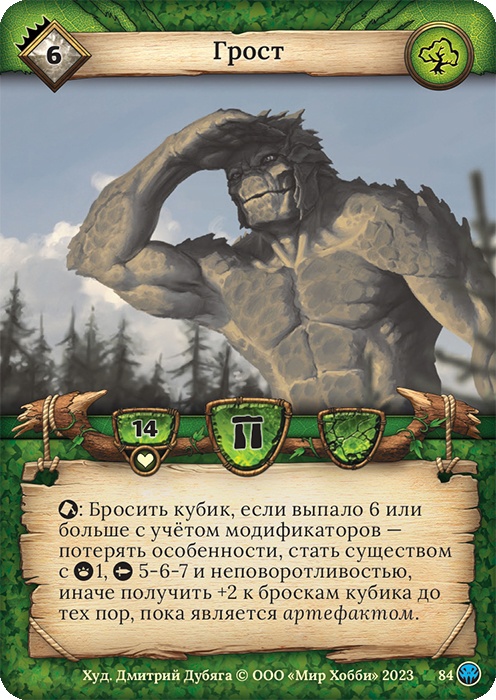 6
Грост
14
: Бросить кубик, если выпало 6 или
больше с учётом модификаторов —
потерять особенности, стать существом
с 1, 5-6-7 и неповоротливостью,
иначе получить +2 к броскам кубика до
тех пор, пока является артефактом.
Худ. Дмитрий Дубяга © ООО «Мир Хобби» 2023 84